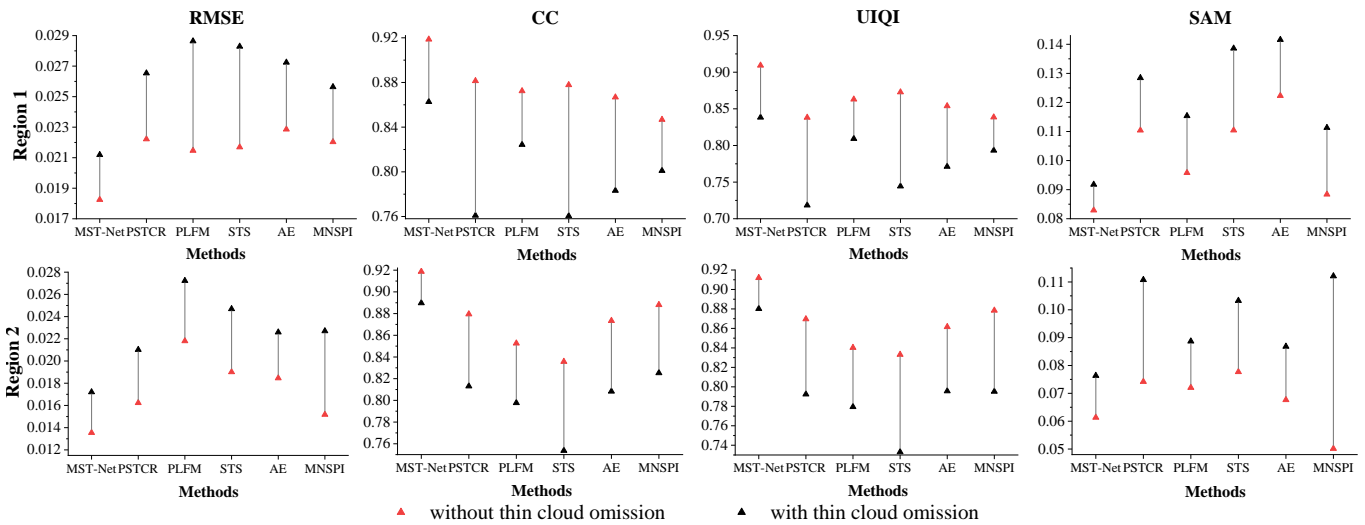 RMSE CC UIQI SAM
Region 1
0.029 0.027 0.025 0.023 0.021 0.019 0.017
MST-Net PSTCR PLFM STS AE MNSPI
Methods
0.92 0.88 0.84 0.80 0.76
MST-Net PSTCR PLFM STS AE MNSPI
Methods
0.95 0.90 0.85 0.80 0.75 0.70
MST-Net PSTCR PLFM STS AE MNSPI
Methods
0.14 0.13 0.12 0.11 0.10 0.09 0.08
MST-Net PSTCR PLFM STS AE MNSPI
Methods
Region 2
0.028 0.026 0.024 0.022 0.020 0.018 0.016 0.014 0.012
MST-Net PSTCR PLFM STS AE MNSPI
Methods
0.92 0.90 0.88 0.86 0.84 0.82 0.80 0.78 0.76
MST-Net PSTCR PLFM STS AE MNSPI
Methods
0.92 0.90 0.88 0.86 0.84 0.82 0.80 0.78 0.76 0.74
MST-Net PSTCR PLFM STS AE MNSPI
Methods
0.11 0.10 0.09 0.08 0.07 0.06 0.05
MST-Net PSTCR PLFM STS AE MNSPI
Methods
without thin cloud omission with thin cloud omission